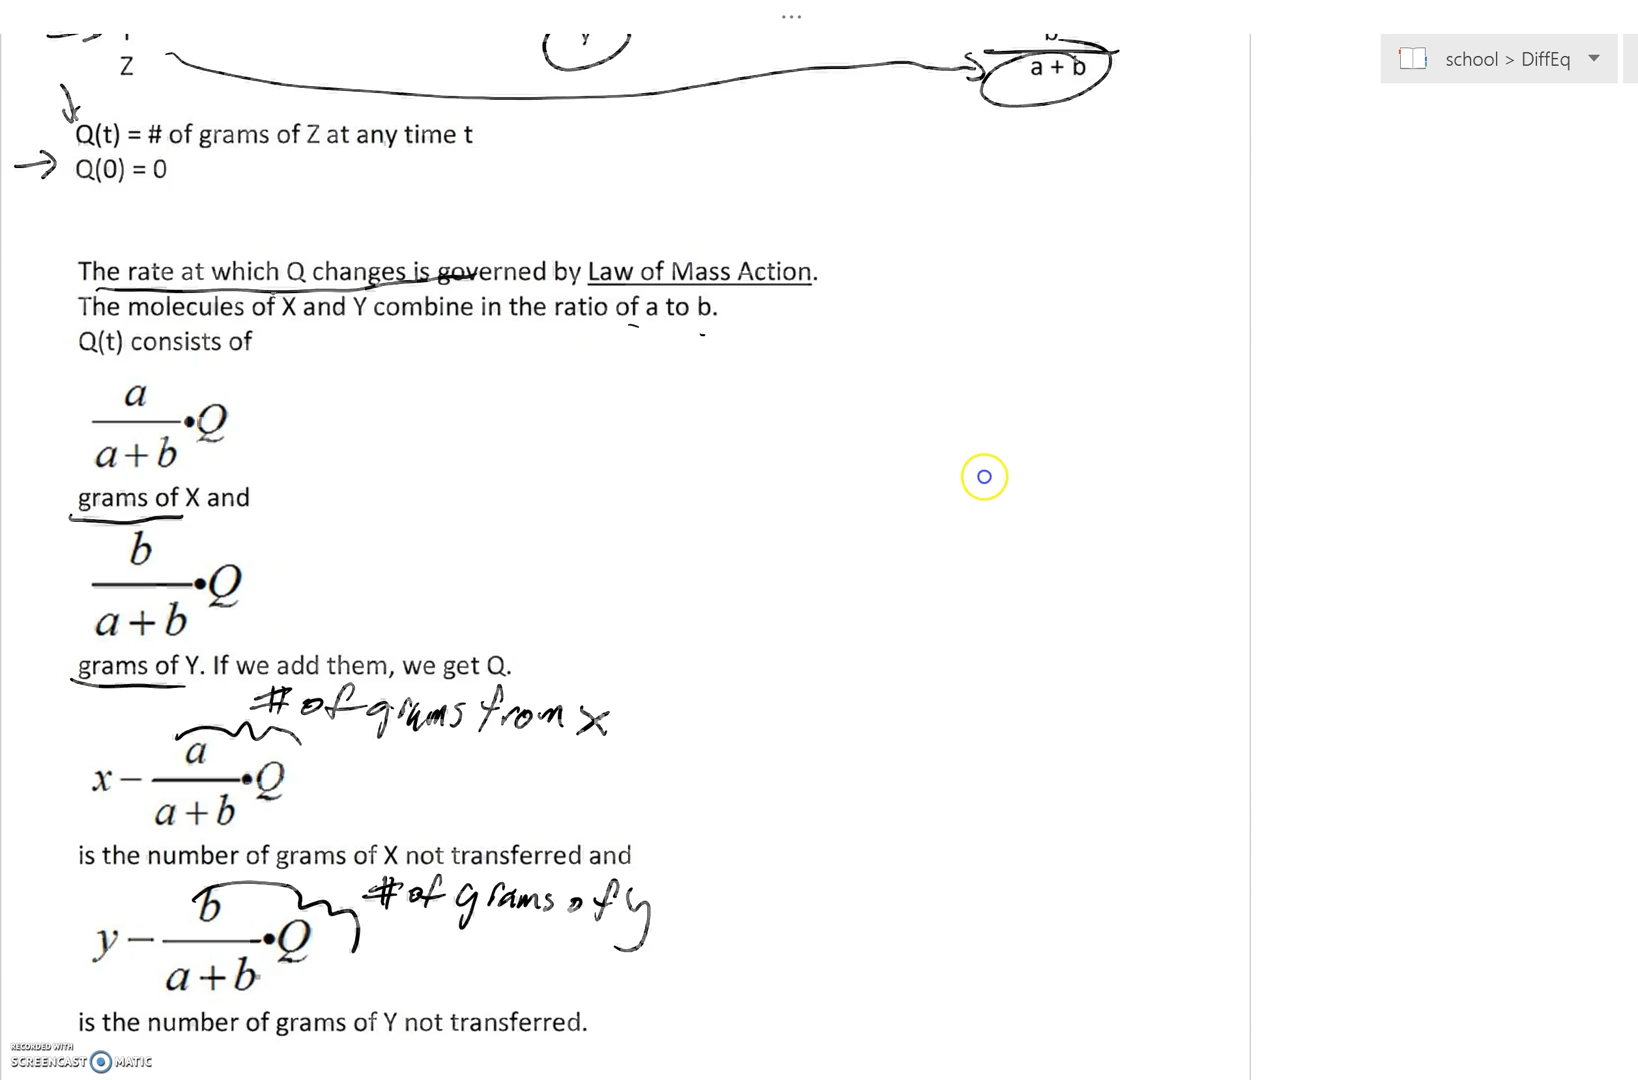 ...
y
b
Z
a + b
school > DiffEq
Q(t) = # of grams of Z at any time t
Q(0) = 0
The rate at which Q changes is governed by Law of Mass Action.
The molecules of X and Y combine in the ratio of a to b.
Q(t) consists of
a
•Q
a+b
grams of X and
b
•Q
a+b
grams of Y. If we add them, we get Q.
# of grams from x
a
x − •Q
a+b
is the number of grams of X not transferred and
# of grams of y
b
y − •Q
a+b
is the number of grams of Y not transferred.
RECORDED WITH
SCREENCAST MATIC